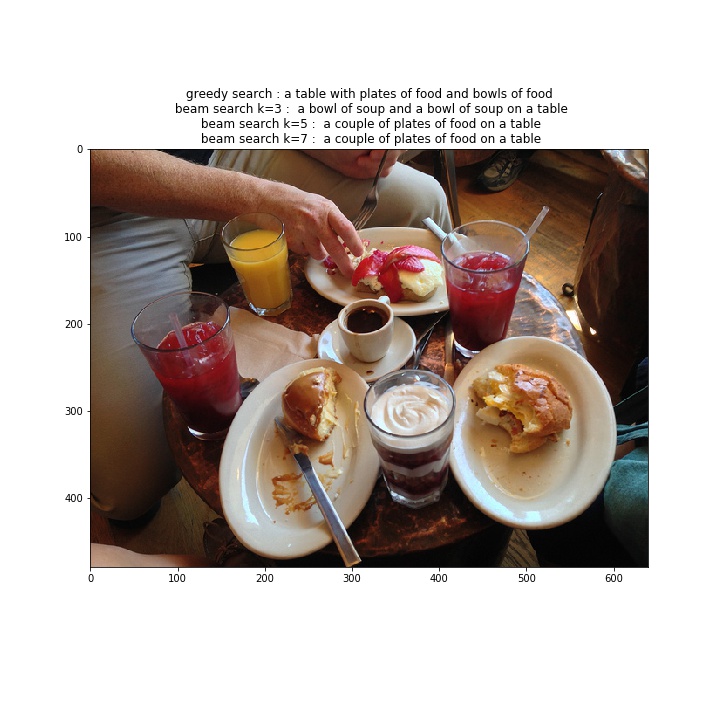 greedy search : a table with plates of food and bowls of food
beam search k=3 :  a bowl of soup and a bowl of soup on a table
beam search k=5 :  a couple of plates of food on a table
beam search k=7 :  a couple of plates of food on a table
0
100
200
300
400
0 100 200 300 400 500 600